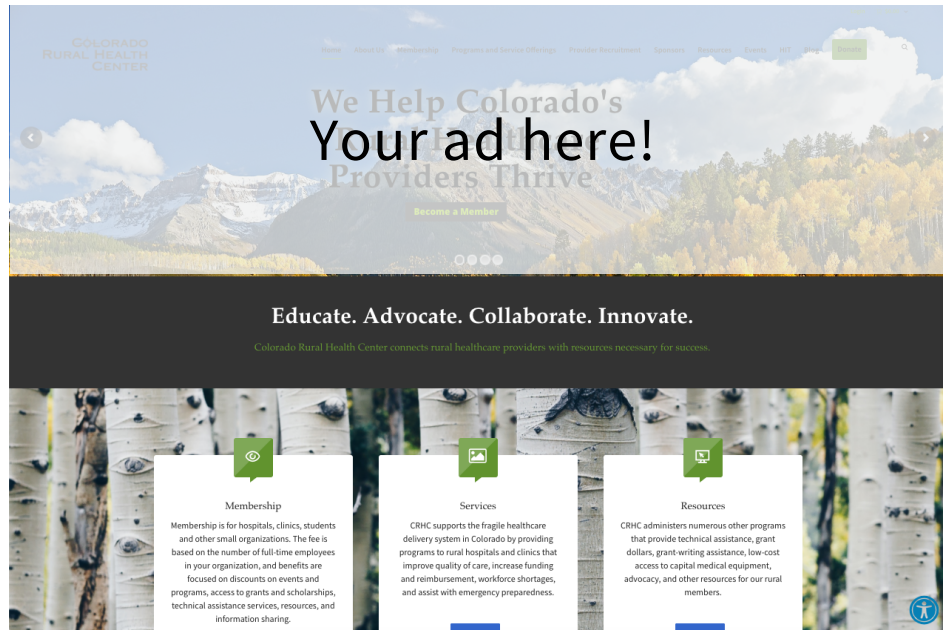 COLORADO
RURAL HEALTH
CENTER
Home About Us Membership Programs and Service Offerings Provider Recruitment Sponsors Resources Events HIT Blog Donate
We Help Colorado's
Your ad here!
Providers Thrive
Become a Member
Educate. Advocate. Collaborate. Innovate.
Colorado Rural Health Center connects rural healthcare providers with resources necessary for success.
Membership
Membership is for hospitals, clinics, students
and other small organizations. The fee is
based on the number of full-time employees
in your organization, and benefits are
focused on discounts on events and
programs, access to grants and scholarships,
technical assistance services, resources, and
information sharing.
Services
CRHC supports the fragile healthcare
delivery system in Colorado by providing
programs to rural hospitals and clinics that
improve quality of care, increase funding
and reimbursement, workforce shortages,
and assist with emergency preparedness.
Resources
CRHC administers numerous other programs
that provide technical assistance, grant
dollars, grant-writing assistance, low-cost
access to capital medical equipment,
advocacy, and other resources for our rural
members.